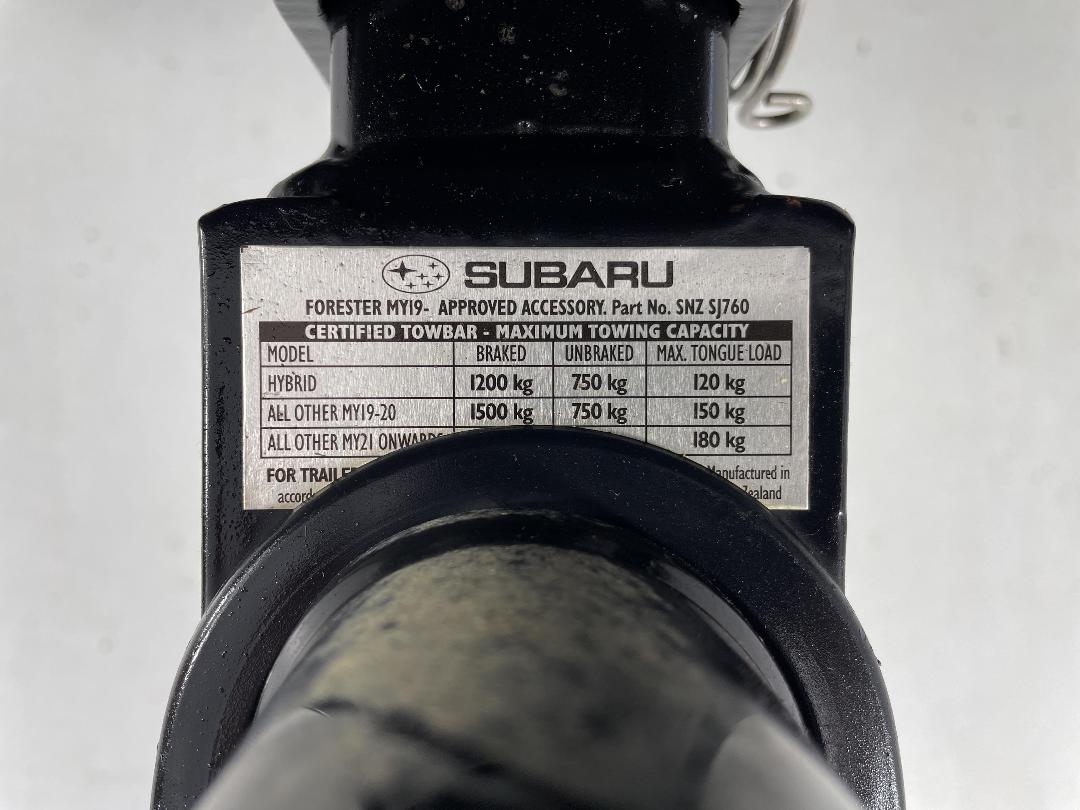 SUBARU
FORESTER MY19- APPROVED ACCESSORY. Part No. SNZ SJ760
CERTIFIED TOWBAR - MAXIMUM TOWING CAPACITY
MODEL BRAKED UNBRAKED MAX. TONGUE LOAD
HYBRID 1200 kg 750 kg 120 kg
ALL OTHER MY19-20 1500 kg 750 kg 150 kg
ALL OTHER MY21 ONWARDS 180 kg
FOR Manufactured in